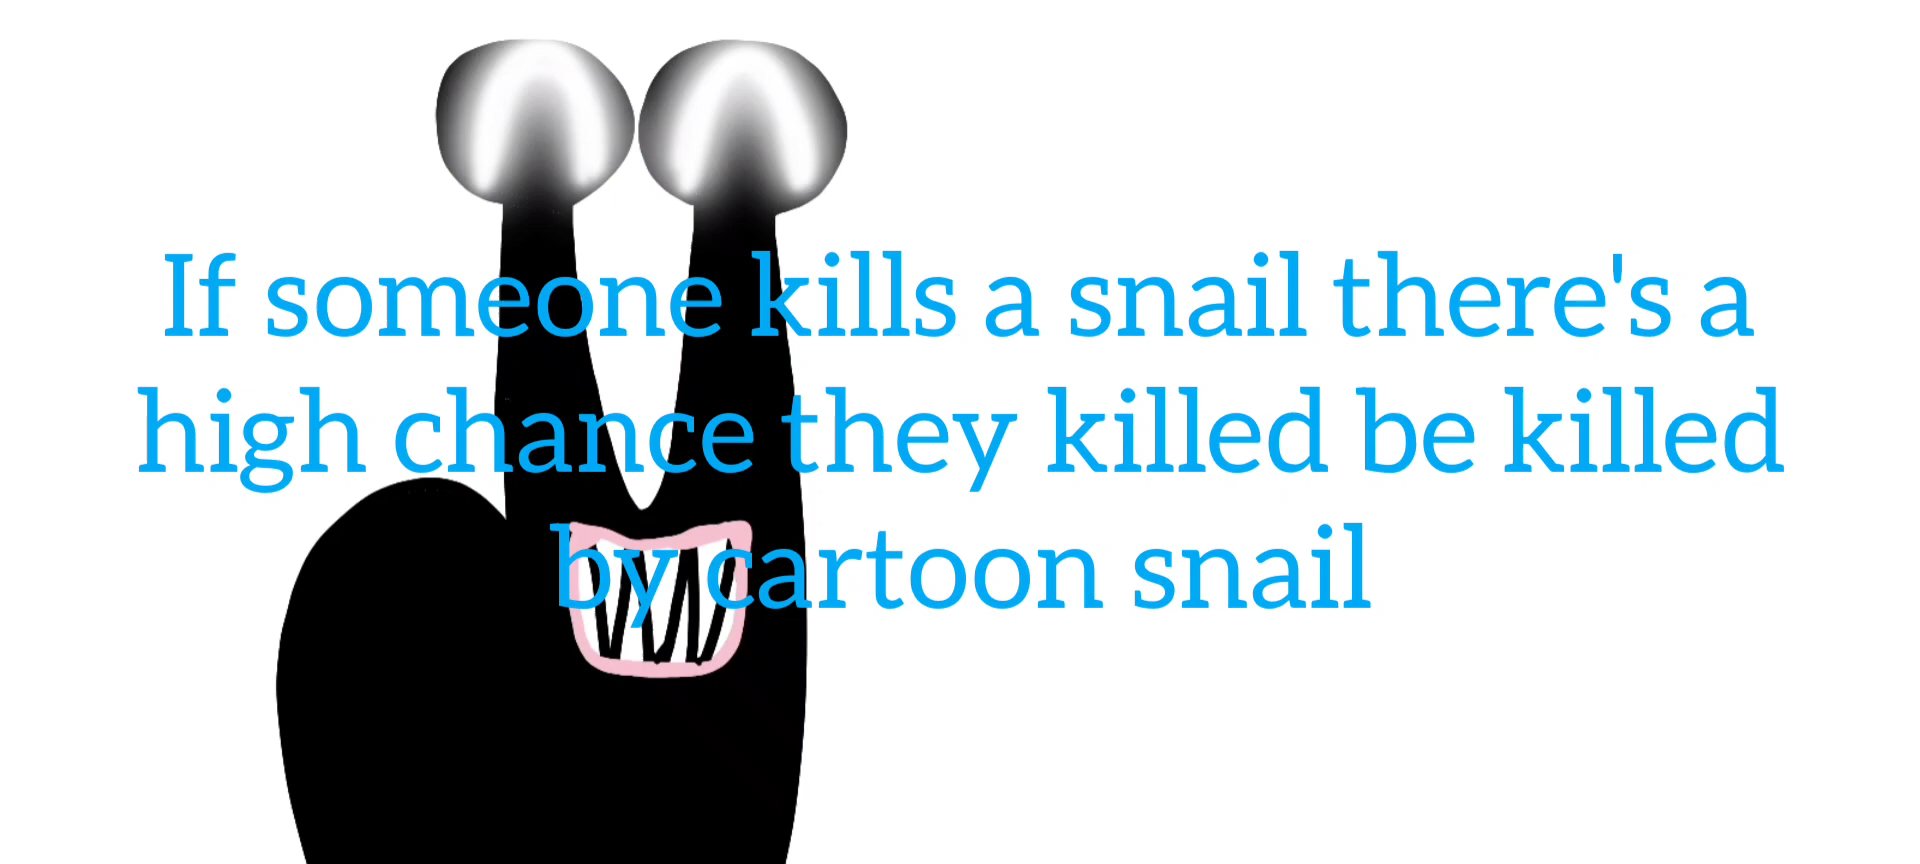 If someone kills a snail there's a
high chance they killed be killed
by cartoon snail